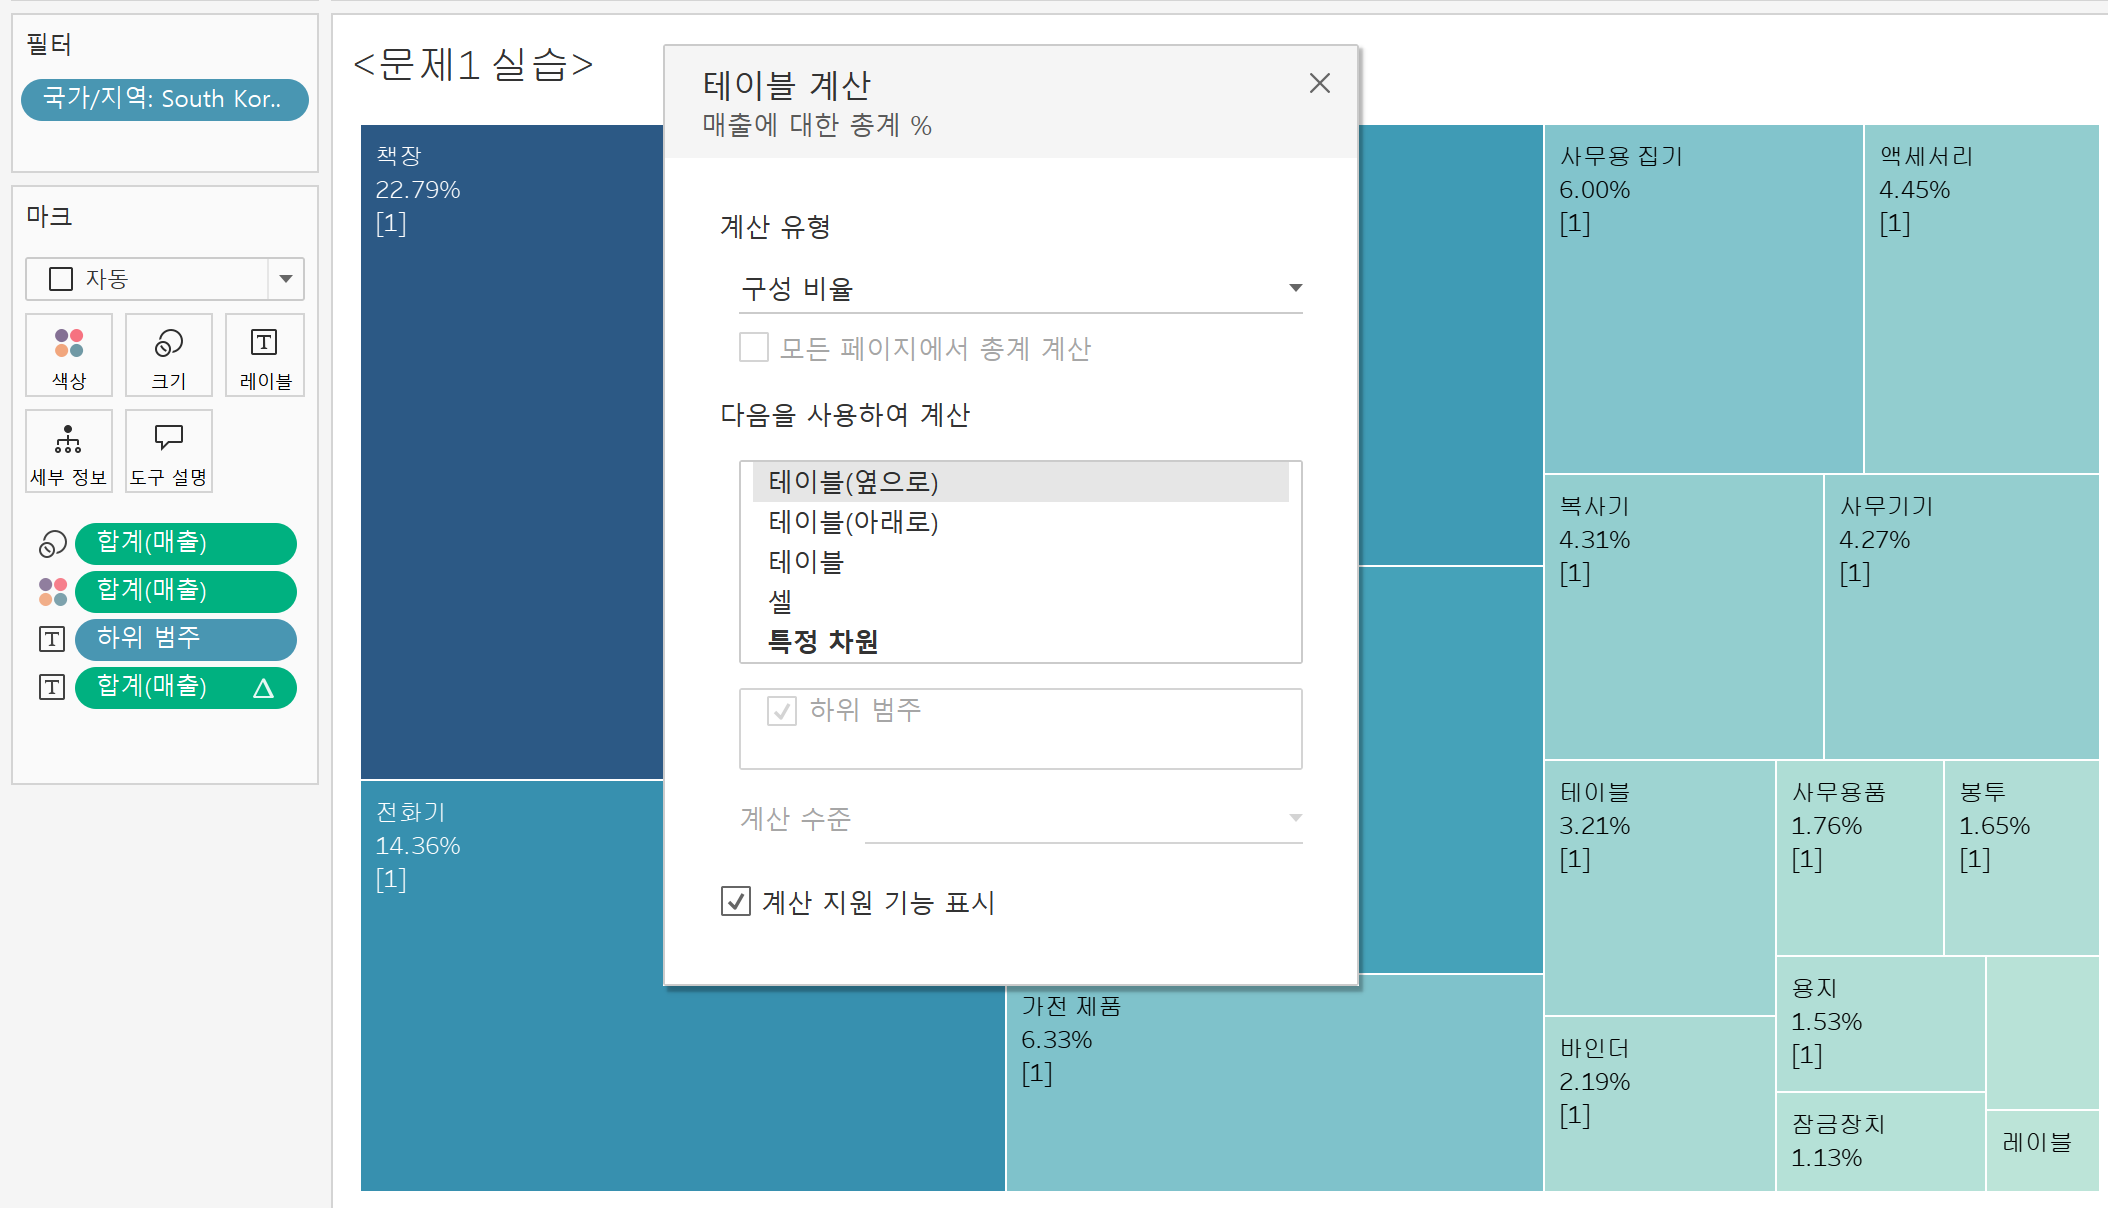 필터
국가/지역: South Kor..
마크
자동
색상
크기
레이블
세부 정보
도구 설명
합계(매출)
합계(매출)
하위 범주
합계(매출)
<문제1 실습>
책장
22.79%
[1]
전화기
14.36%
[1]
테이블 계산
매출에 대한 총계 %
계산 유형
구성 비율
모든 페이지에서 총계 계산
다음을 사용하여 계산
테이블(옆으로)
테이블(아래로)
테이블
셀
특정 차원
하위 범주
계산 수준
계산 지원 기능 표시
가전 제품
6.33%
[1]
사무용 집기
6.00%
[1]
액세서리
4.45%
[1]
복사기
4.31%
[1]
사무기기
4.27%
[1]
테이블
3.21%
[1]
사무용품
1.76%
[1]
봉투
1.65%
[1]
바인더
2.19%
[1]
용지
1.53%
[1]
잠금장치
1.13%
레이블